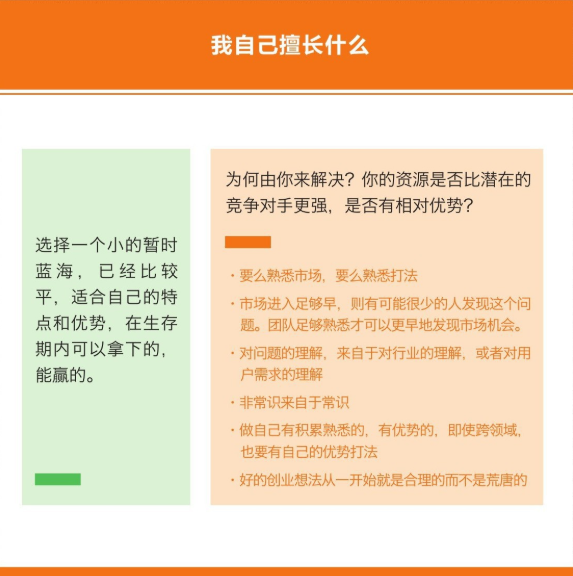 我自己擅长什么
选择一个小的暂时
蓝海，已经比较
平，适合自己的特
点和优势，在生存
期内可以拿下的，
能赢的。
为何由你来解决？你的资源是否比潜在的
竞争对手更强，是否有相对优势？
·要么熟悉市场，要么熟悉打法
·市场进入足够早，则有可能很少的人发现这个问
题。团队足够熟悉才可以更早地发现市场机会。
·对问题的理解，来自于对行业的理解，或者对用
户需求的理解
·非常识来自于常识
·做自己有积累熟悉的，有优势的，即使跨领域，
也要有自己的优势打法
·好的创业想法从一开始就是合理的而不是荒唐的